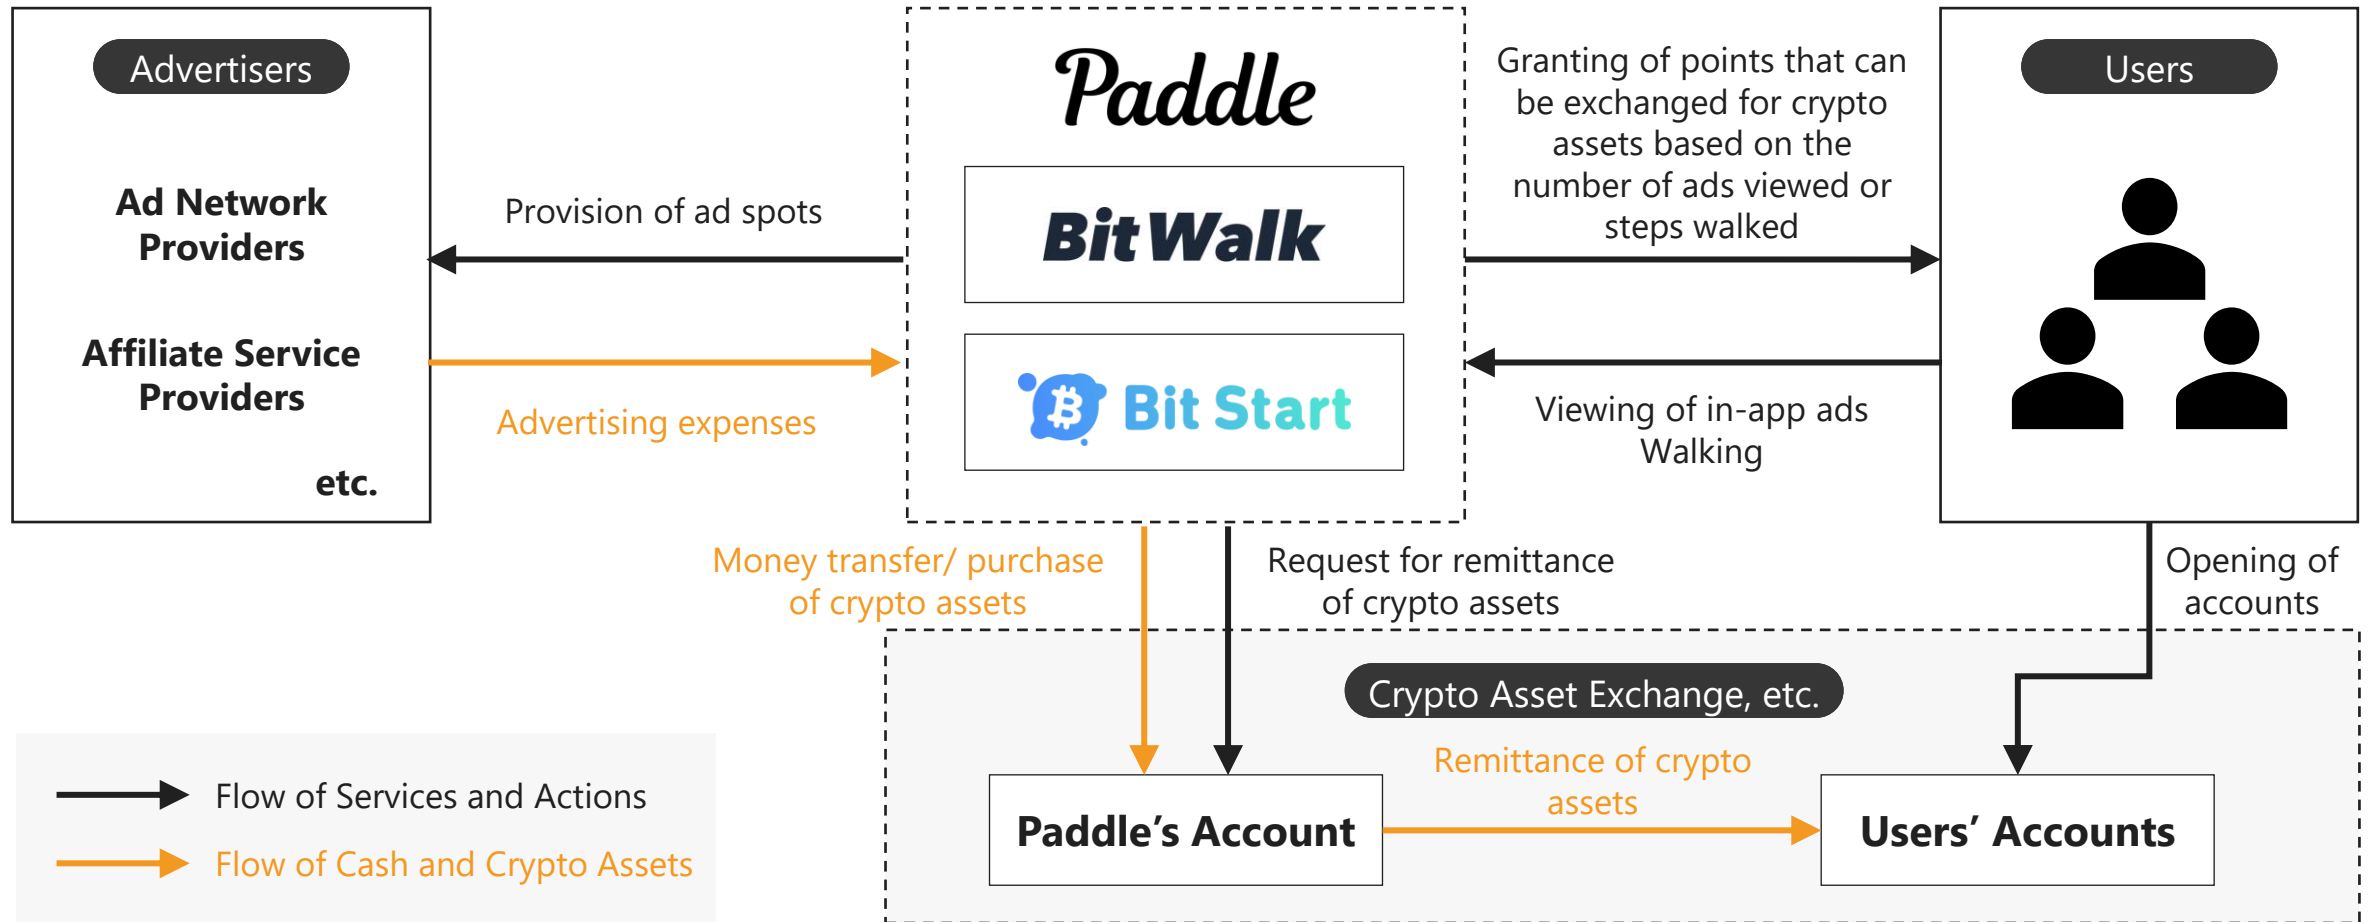 Advertisers
Ad Network
Providers
Affiliate Service
Providers
etc.
Provision of ad spots
Advertising expenses
Paddle
BitWalk
Bit Start
Granting of points that can
be exchanged for crypto
assets based on the
number of ads viewed or
steps walked
Viewing of in-app ads
Walking
Users
Money transfer/ purchase
of crypto assets
Request for remittance
of crypto assets
Opening of
accounts
Crypto Asset Exchange, etc.
Paddle’s Account
Remittance of crypto
assets
Users’ Accounts
Flow of Services and Actions
Flow of Cash and Crypto Assets